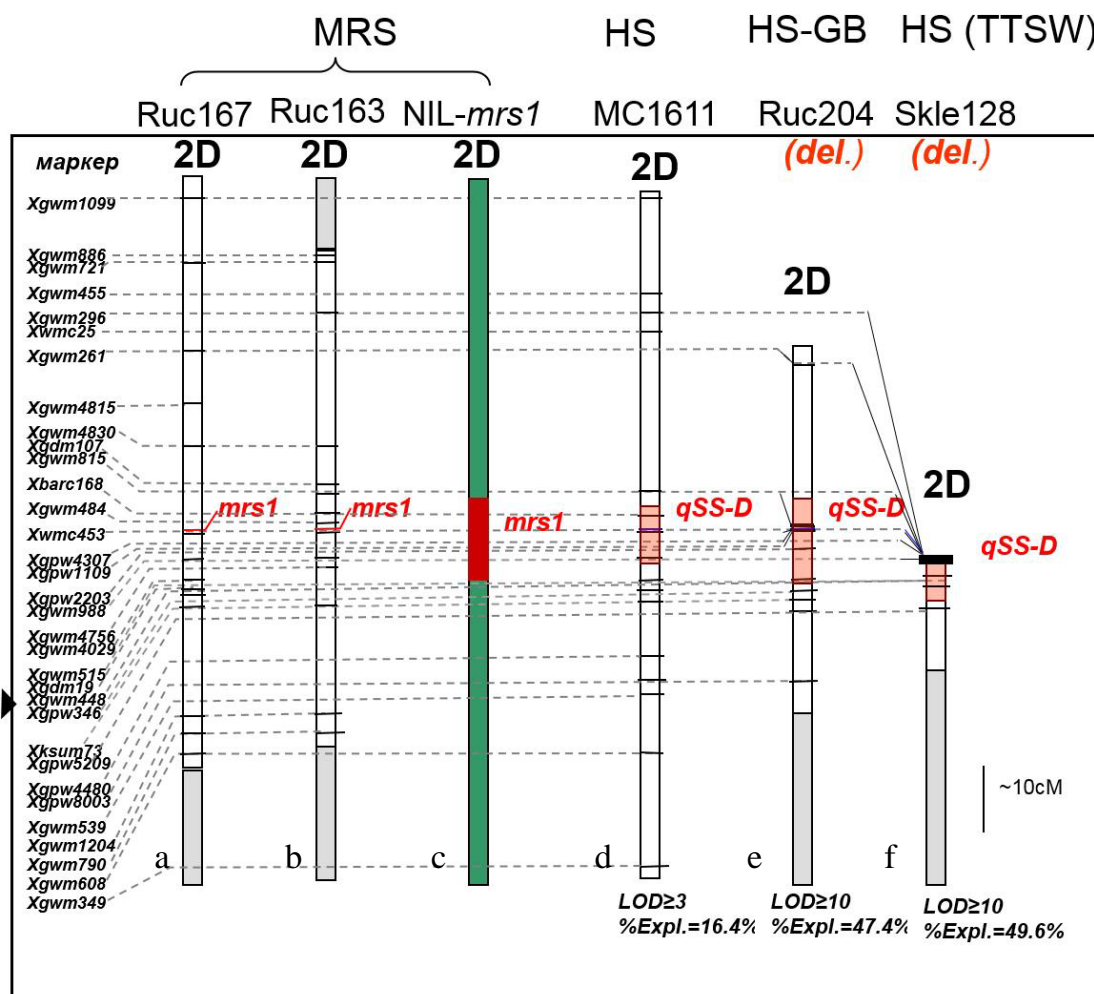 MRS HS HS-GB HS (TTSW)
Ruc167 Ruc163 NIL-mrs1 MC1611 Ruc204 Skle128
(del.) (del.)
маркер 2D 2D 2D 2D
Xgwm1099
Xgwm886
Xgwm721
2D
Xgwm455
Xgwm296
Xwmc25
Xgwm261
Xgwm4815
Xgwm4830
Xgdm107
Xgwm815
Xbarc168
2D
Xgwm484
mrs1 mrs1 mrs1 qSS-D qSS-D
Xwmc453
qSS-D
Xgpw4307
Xgpw1109
Xgpw2203
Xgwm988
Xgwm4756
Xgwm4029
Xgwm515
Xgdm19
Xgwm448
Xgpw346
Xksum73
Xgpw5209
Xgpw4480
~10cM
Xgpw8003
Xgwm539
Xgwm1204
a b c d e f
Xgwm790
Xgwm608
Xgwm349
LOD≥3 LOD≥10 LOD≥10
%Expl.=16.4% %Expl.=47.4% %Expl.=49.6%